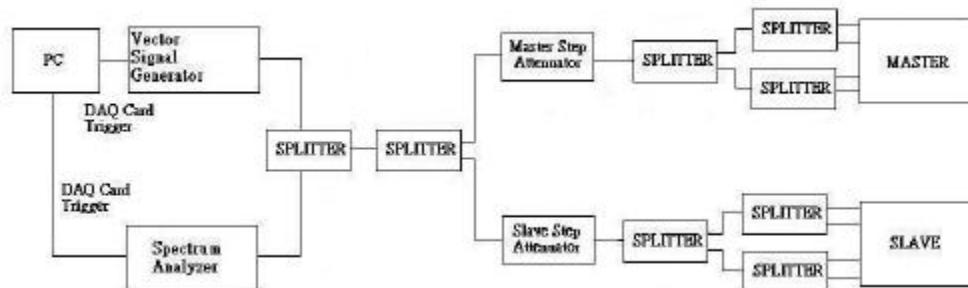 PC
Vector
Signal
Generator
DAQ Card
Trigger
DAQ Card
Trigger
Spectrum
Analyzer
SPLITTER
SPLITTER
Master Step
Attenuator
SPLITTER
SPLITTER
SPLITTER
MASTER
Slave Step
Attenuator
SPLITTER
SPLITTER
SPLITTER
SLAVE